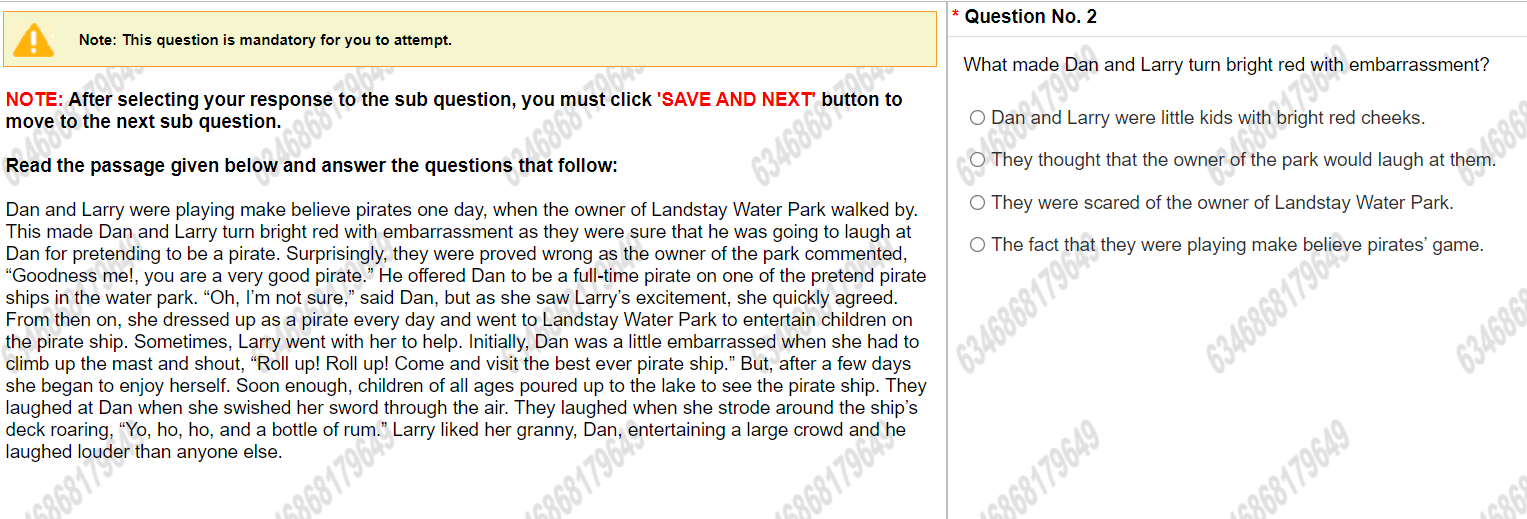 Note: This question is mandatory for you to attempt.
NOTE: After selecting your response to the sub question, you must click 'SAVE AND NEXT' button to
move to the next sub question.
Read the passage given below and answer the questions that follow:
Dan and Larry were playing make believe pirates one day, when the owner of Landstay Water Park walked by.
This made Dan and Larry turn bright red with embarrassment as they were sure that he was going to laugh at
Dan for pretending to be a pirate. Surprisingly, they were proved wrong as the owner of the park commented,
“Goodness me!, you are a very good pirate.” He offered Dan to be a full-time pirate on one of the pretend pirate
ships in the water park. “Oh, I’m not sure,” said Dan, but as she saw Larry’s excitement, she quickly agreed.
From then on, she dressed up as a pirate every day and went to Landstay Water Park to entertain children on
the pirate ship. Sometimes, Larry went with her to help. Initially, Dan was a little embarrassed when she had to
climb up the mast and shout, “Roll up! Roll up! Come and visit the best ever pirate ship.” But, after a few days
she began to enjoy herself. Soon enough, children of all ages poured up to the lake to see the pirate ship. They
laughed at Dan when she swished her sword through the air. They laughed when she strode around the ship’s
deck roaring, “Yo, ho, ho, and a bottle of rum.” Larry liked her granny, Dan, entertaining a large crowd and he
laughed louder than anyone else.
* Question No. 2
What made Dan and Larry turn bright red with embarrassment?
Dan and Larry were little kids with bright red cheeks.
They thought that the owner of the park would laugh at them.
They were scared of the owner of Landstay Water Park.
The fact that they were playing make believe pirates’ game.
634686817964​9